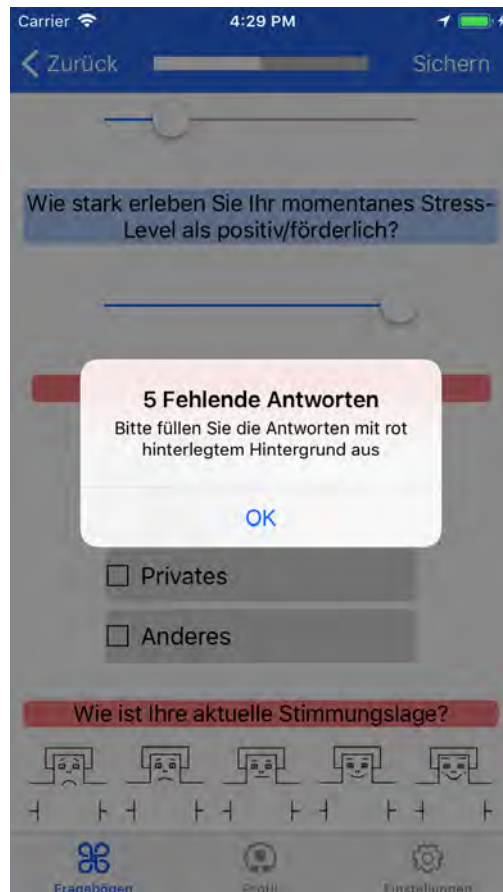 Carrier 4:29 PM
Zurück Sichern
Wie stark erleben Sie Ihr momentanes Stress-
Level als positiv/förderlich?
5 Fehlende Antworten
Bitte füllen Sie die Antworten mit rot
hinterlegtem Hintergrund aus
OK
Privates
Anderes
Wie ist Ihre aktuelle Stimmungslage?
Fragebögen Profil Einstellungen